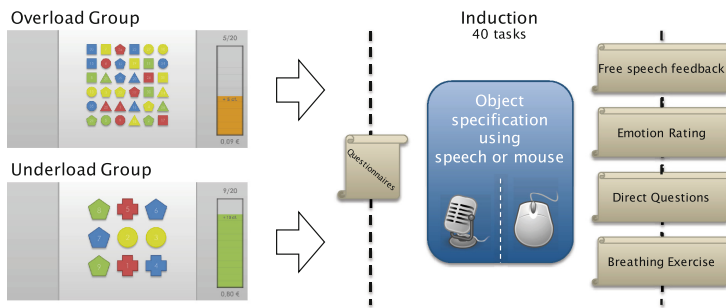 Overload Group
5/20
0.09 €
Underload Group
9/20
0.80 €
Questionnaires
Induction
40 tasks
Object
specification
using
speech or mouse
Free speech feedback
Emotion Rating
Direct Questions
Breathing Exercise